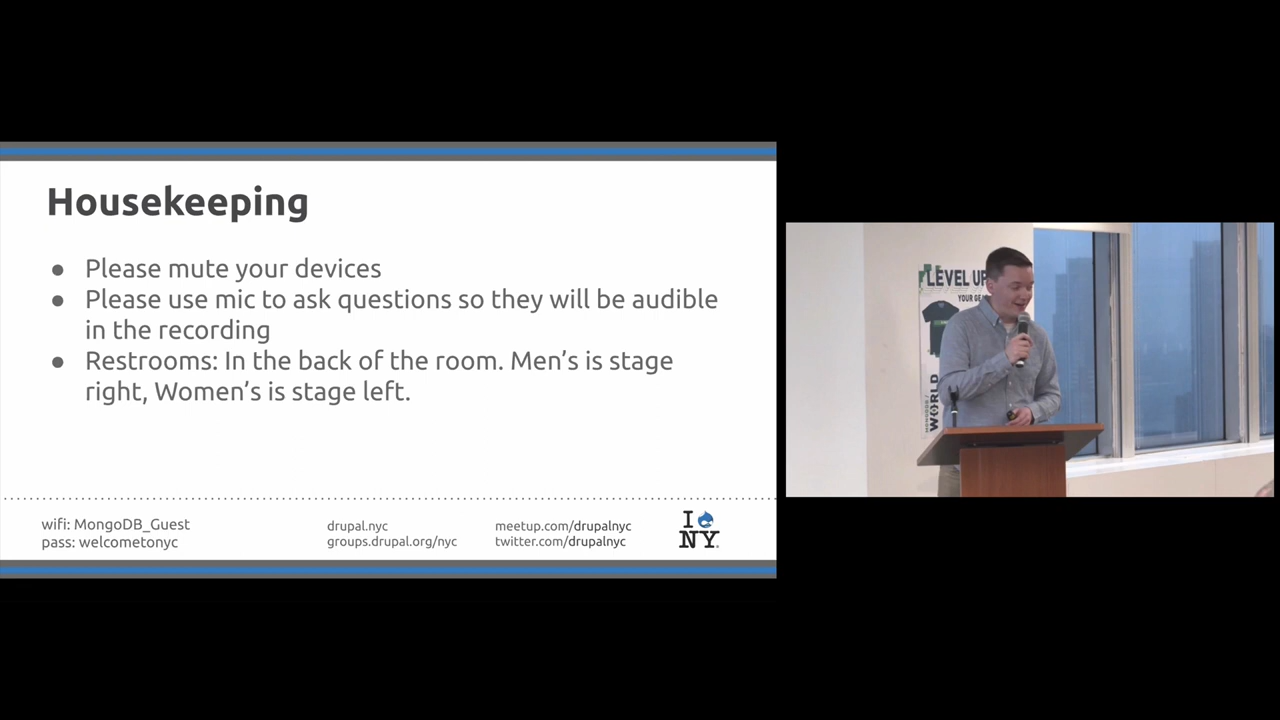 Housekeeping
● Please mute your devices
● Please use mic to ask questions so they will be audible
in the recording
● Restrooms: In the back of the room. Men’s is stage
right, Women’s is stage left.
wifi: MongoDB_Guest
pass: welcometonyc
drupal.nyc
groups.drupal.org/nyc
meetup.com/drupalnyc
twitter.com/drupalnyc
I
NY
LEVEL UP
YOUR GEA
WORLD